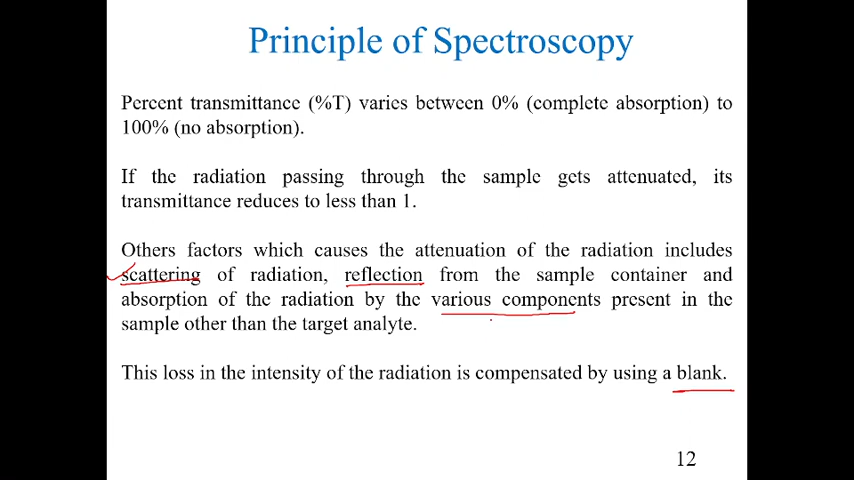 Principle of Spectroscopy
Percent transmittance (%T) varies between 0% (complete absorption) to
100% (no absorption).
If the radiation passing through the sample gets attenuated, its
transmittance reduces to less than 1.
Others factors which causes the attenuation of the radiation includes
scattering of radiation, reflection from the sample container and
absorption of the radiation by the various components present in the
sample other than the target analyte.
This loss in the intensity of the radiation is compensated by using a blank.
12